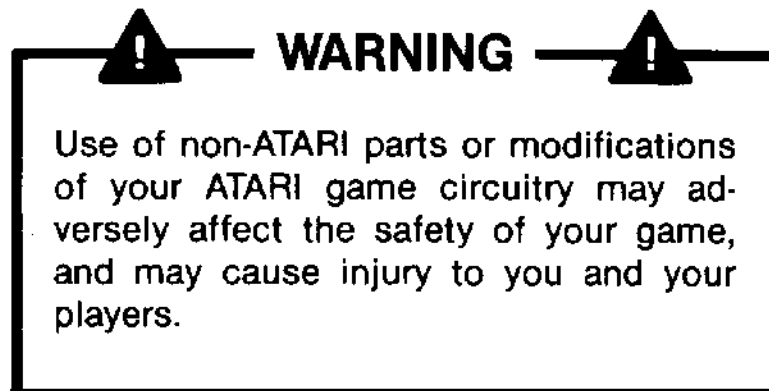 WARNING
Use of non-ATARI parts or modifications
of your ATARI game circuitry may ad-
versely affect the safety of your game,
and may cause injury to you and your
players.